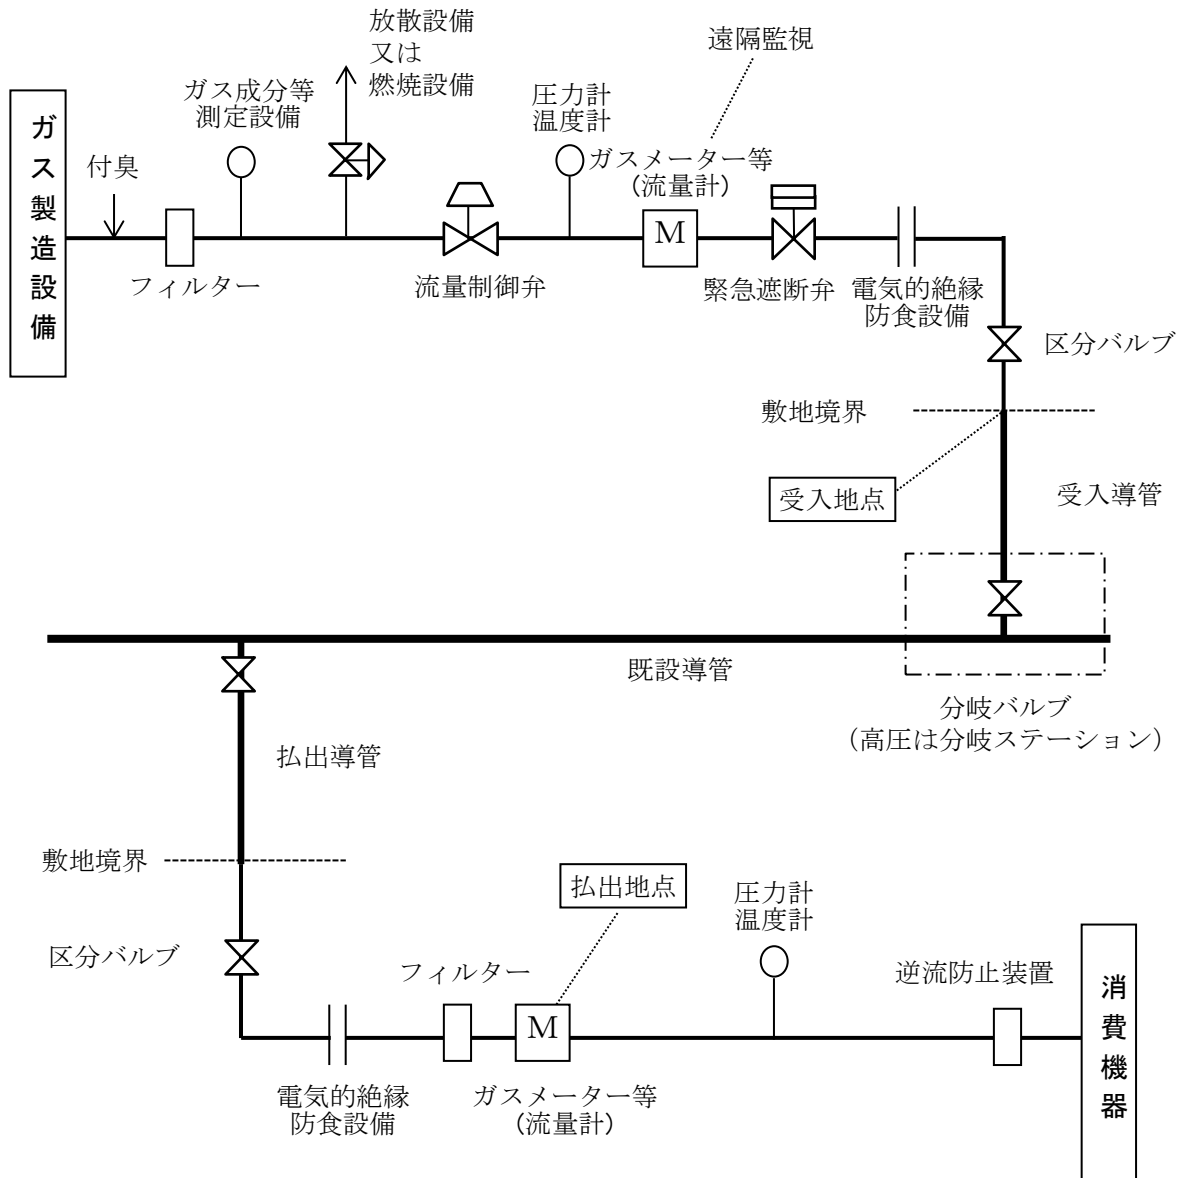 放散設備
又は
燃焼設備
遠隔監視
ガス成分等
測定設備
圧力計
温度計
ガス製造設備
付臭
ガスメーター等
(流量計)
M
フィルター
流量制御弁
緊急遮断弁
電気的絶縁
防食設備
区分バルブ
敷地境界
受入地点
受入導管
既設導管
分岐バルブ
(高圧は分岐ステーション)
払出導管
敷地境界
払出地点
圧力計
温度計
区分バルブ
フィルター
逆流防止装置
消費機器
M
電気的絶縁
防食設備
ガスメーター等
(流量計)